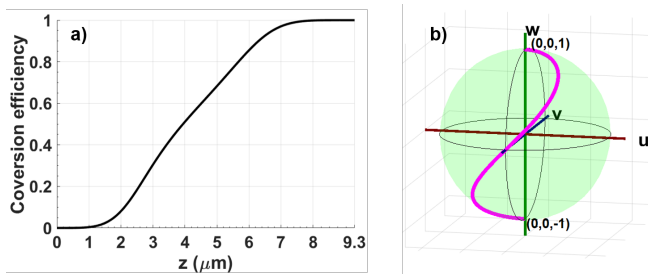 a)
Coversion efficiency
1
0.8
0.6
0.4
0.2
0
0 1 2 3 4 5 6 7 8 9.3
z (μm)
b)
w
(0,0,1)
v
u
(0,0,-1)